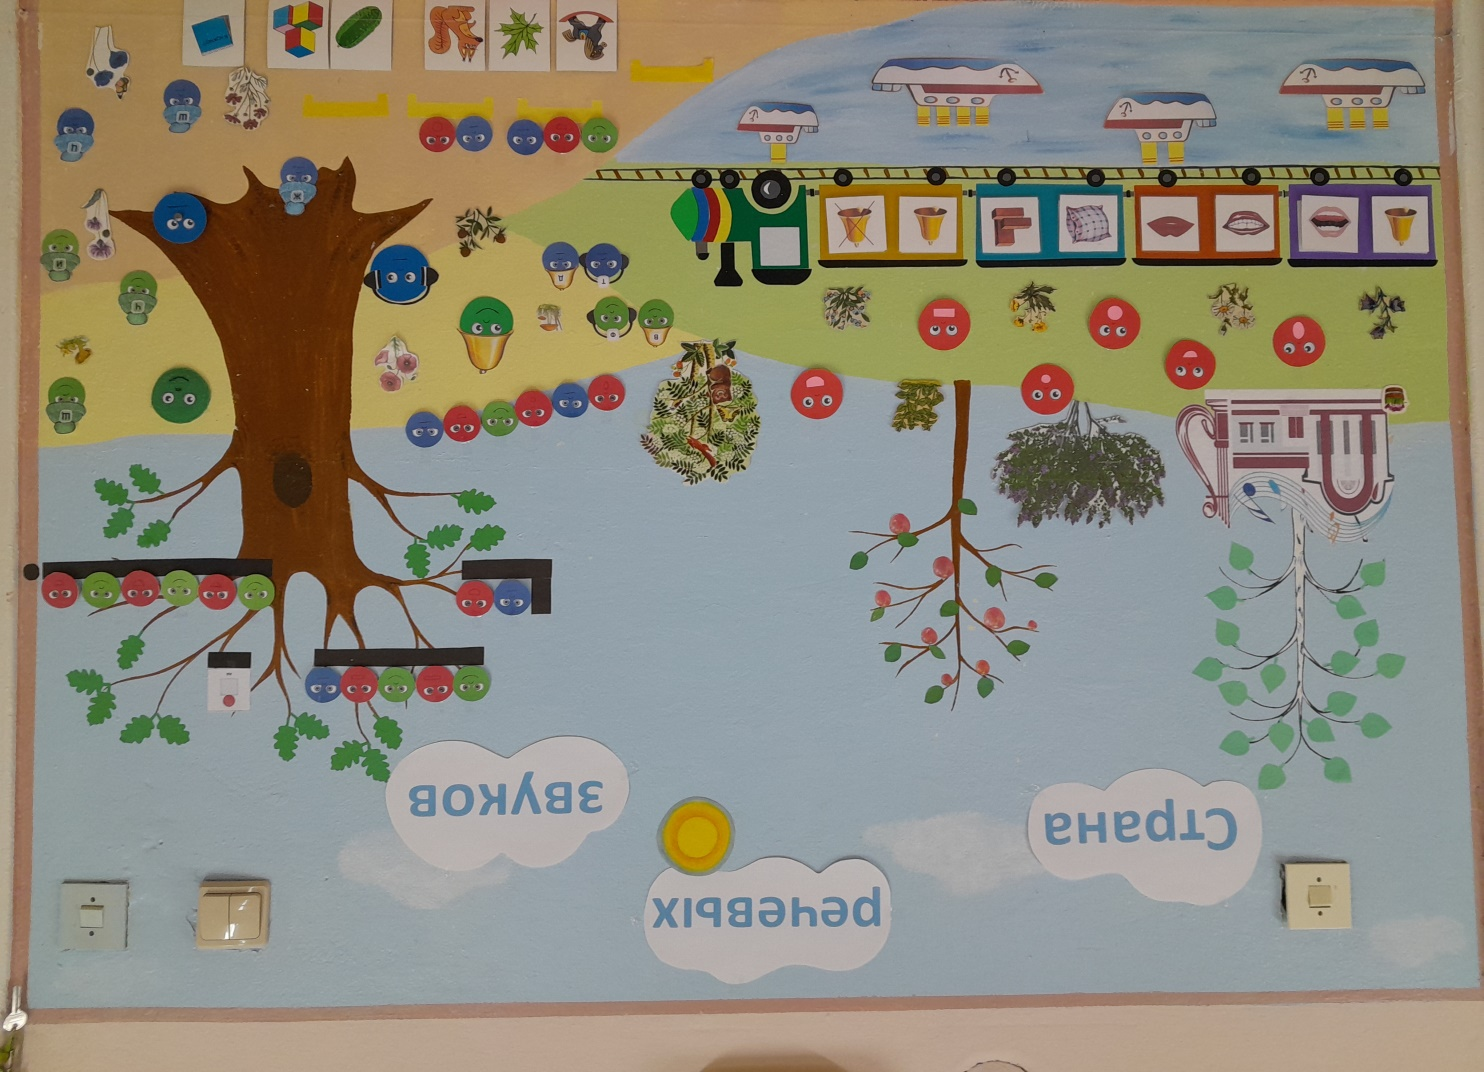 Страна
речевых
звуков